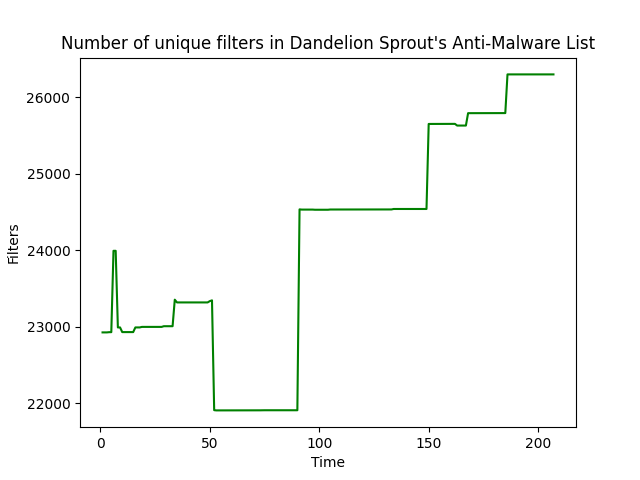 Number of unique filters in Dandelion Sprout's Anti-Malware List
26000
25000
24000
23000
22000
Filters
0 50 100 150 200
Time